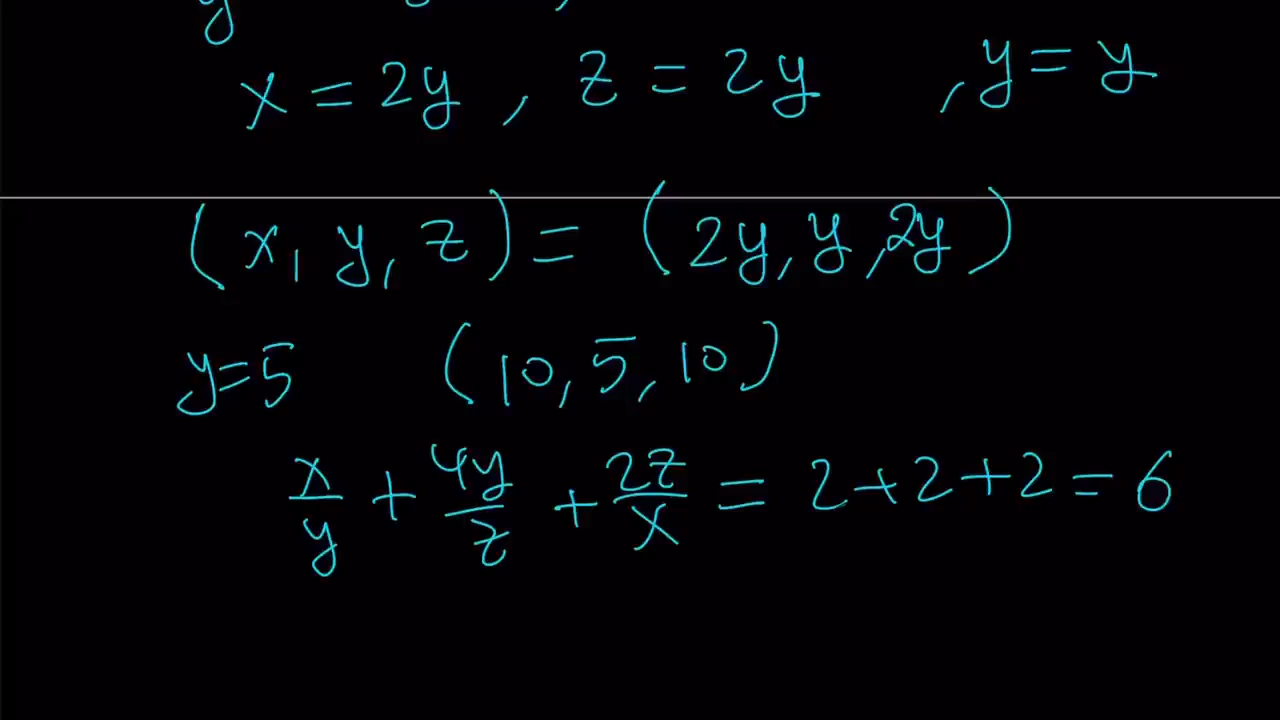 x = 2y , z = 2y , y = y
(x, y, z) = (2y, y, 2y)
y=5 (10, 5, 10)
x/y + 4y/z + 2z/x = 2+2+2 = 6